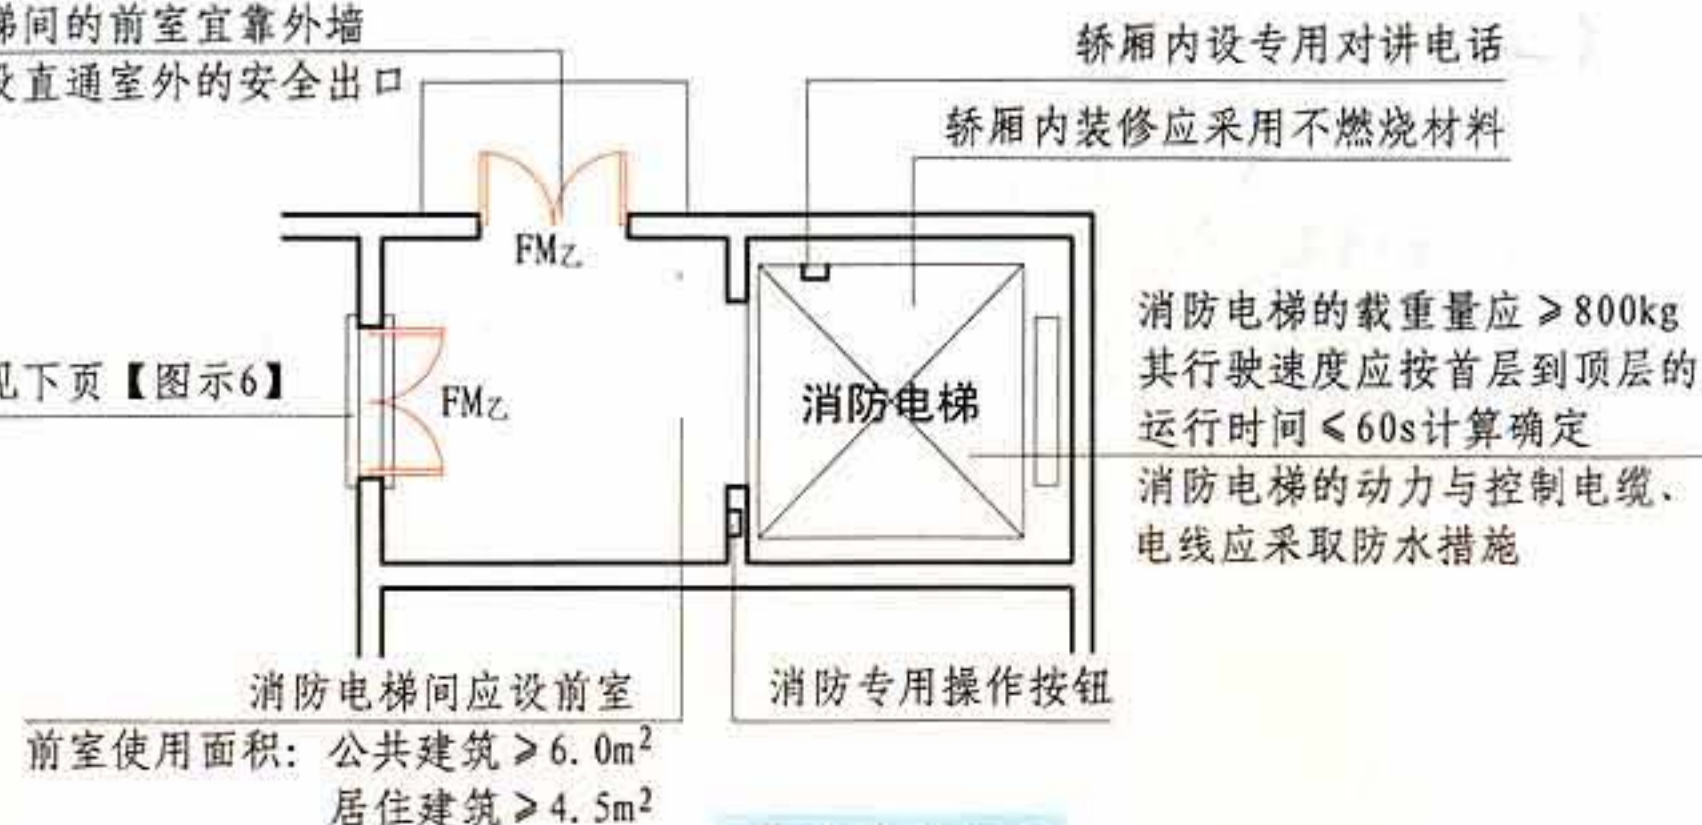 梯间的前室宜靠外墙
设直通室外的安全出口
轿厢内设专用对讲电话
轿厢内装修应采用不燃烧材料
FM乙
见下页【图示6】
FM乙
消防电梯
消防电梯的载重量应≥800kg
其行驶速度应按首层到顶层的
运行时间≤60s计算确定
消防电梯的动力与控制电缆、
电线应采取防水措施
消防电梯间应设前室
消防专用操作按钮
前室使用面积: 公共建筑≥6.0m²
居住建筑≥4.5m²